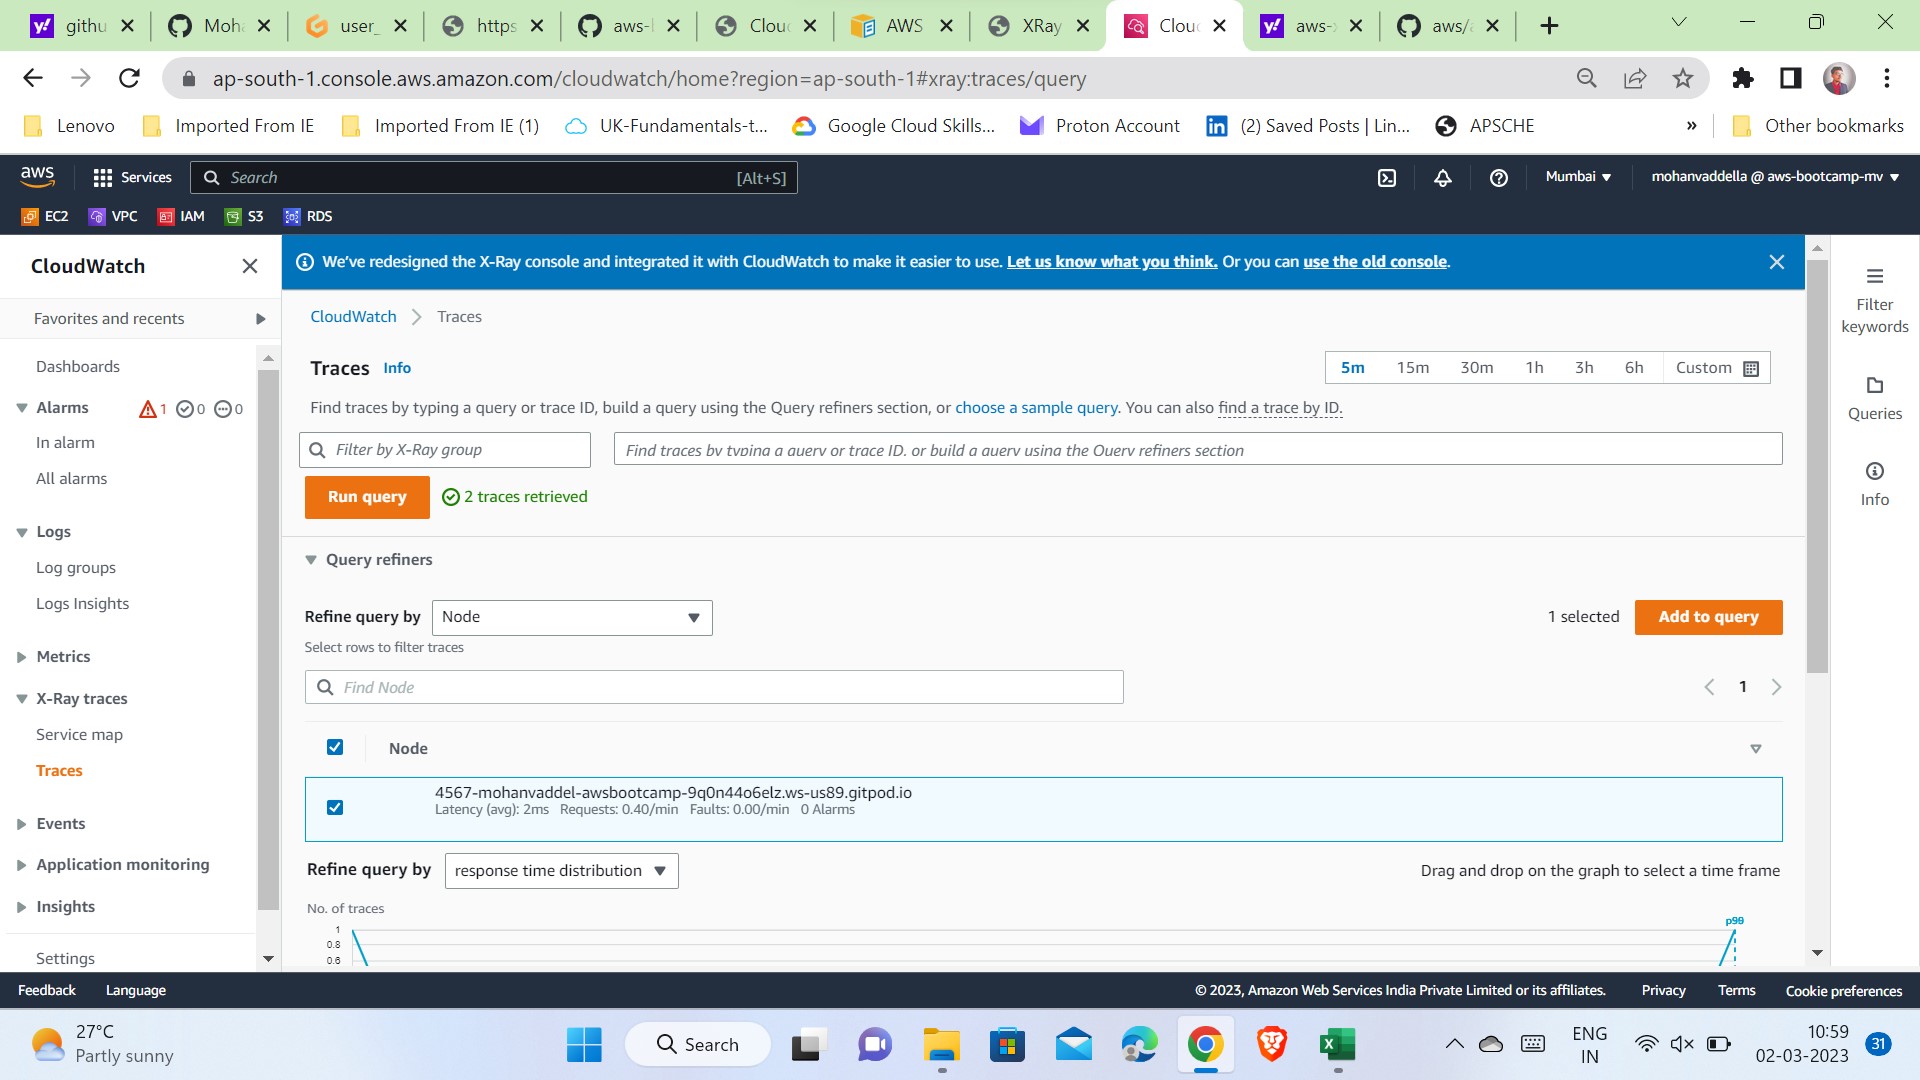 githu
Moha
user_
https
aws-b
Clou
AWS
XRay
Clou
aws-x
aws/a
ap-south-1.console.aws.amazon.com/cloudwatch/home?region=ap-south-1#xray:traces/query
Lenovo
Imported From IE
Imported From IE (1)
UK-Fundamentals-t...
Google Cloud Skills...
Proton Account
(2) Saved Posts | Lin...
APSCHE
»
Other bookmarks
aws
Services
Search
[Alt+S]
Mumbai
mohanvaddella @ aws-bootcamp-mv
EC2
VPC
IAM
S3
RDS
CloudWatch
Favorites and recents
Dashboards
Alarms
1
0
0
In alarm
All alarms
Logs
Log groups
Logs Insights
Metrics
X-Ray traces
Service map
Traces
Events
Application monitoring
Insights
Settings
We've redesigned the X-Ray console and integrated it with CloudWatch to make it easier to use. Let us know what you think. Or you can use the old console.
CloudWatch > Traces
Traces Info
5m 15m 30m 1h 3h 6h Custom
Find traces by typing a query or trace ID, build a query using the Query refiners section, or choose a sample query. You can also find a trace by ID.
Filter by X-Ray group
Find traces by typing a query or trace ID, or build a query using the Query refiners section
Run query
2 traces retrieved
Query refiners
Refine query by
Node
1 selected
Add to query
Select rows to filter traces
Find Node
1
Node
4567-mohanvaddel-awsbootcamp-9q0n44o6elz.ws-us89.gitpod.io
Latency (avg): 2ms Requests: 0.40/min Faults: 0.00/min 0 Alarms
Refine query by
response time distribution
Drag and drop on the graph to select a time frame
No. of traces
p99
1
0.8
0.6
Filter keywords
Queries
Info
Feedback
Language
© 2023, Amazon Web Services India Private Limited or its affiliates.
Privacy
Terms
Cookie preferences
27°C
Partly sunny
Search
ENG
IN
10:59
02-03-2023
31